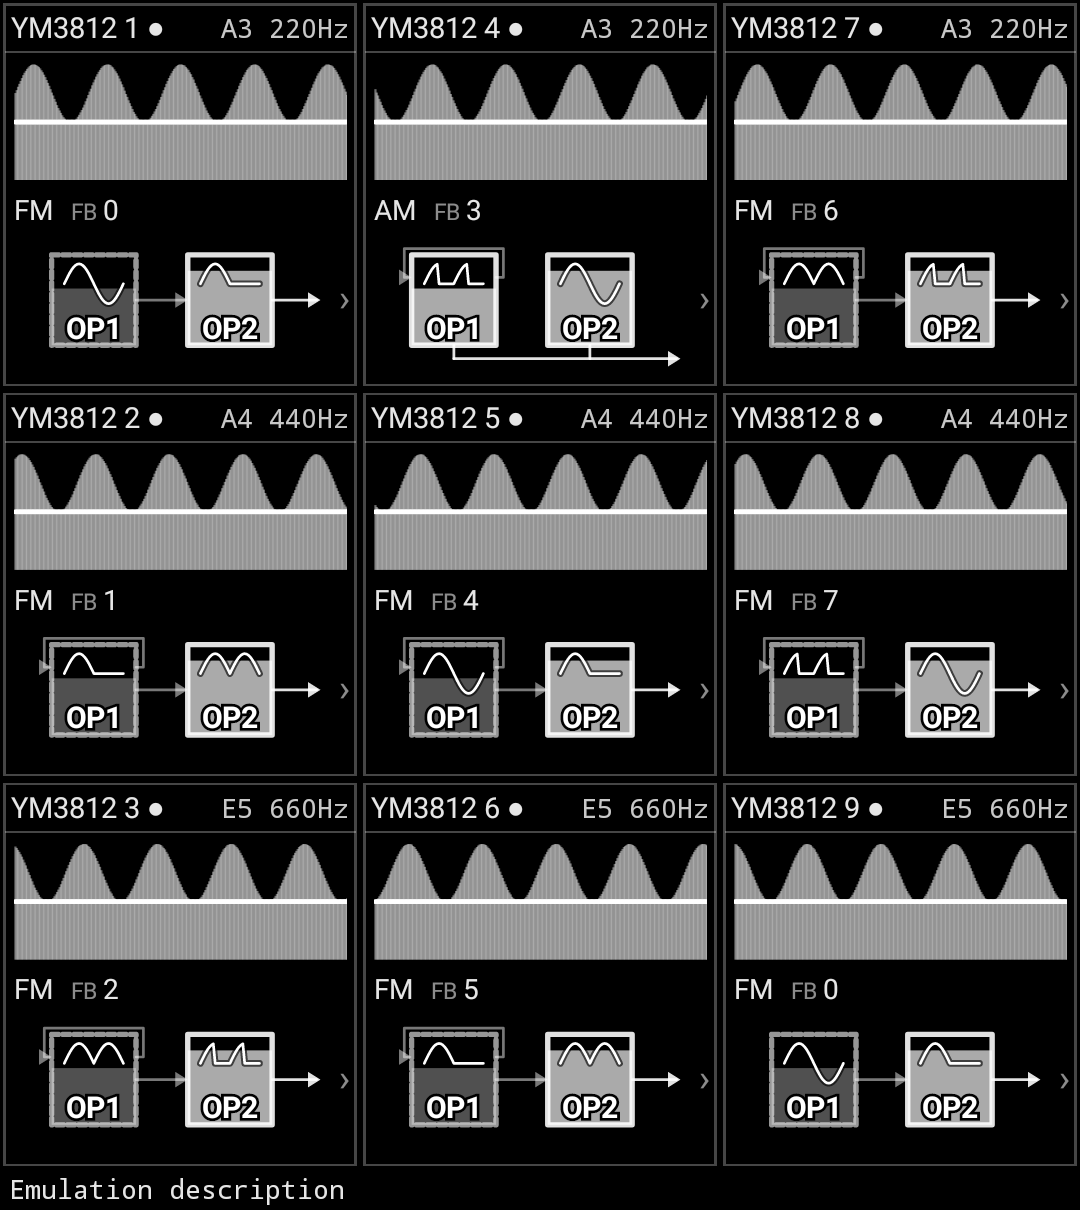 YM3812 1 ● A3 220Hz
FM FB 0
OP1 OP2
YM3812 4 ● A3 220Hz
AM FB 3
OP1 OP2
YM3812 7 ● A3 220Hz
FM FB 6
OP1 OP2
YM3812 2 ● A4 440Hz
FM FB 1
OP1 OP2
YM3812 5 ● A4 440Hz
FM FB 4
OP1 OP2
YM3812 8 ● A4 440Hz
FM FB 7
OP1 OP2
YM3812 3 ● E5 660Hz
FM FB 2
OP1 OP2
YM3812 6 ● E5 660Hz
FM FB 5
OP1 OP2
YM3812 9 ● E5 660Hz
FM FB 0
OP1 OP2
Emulation description